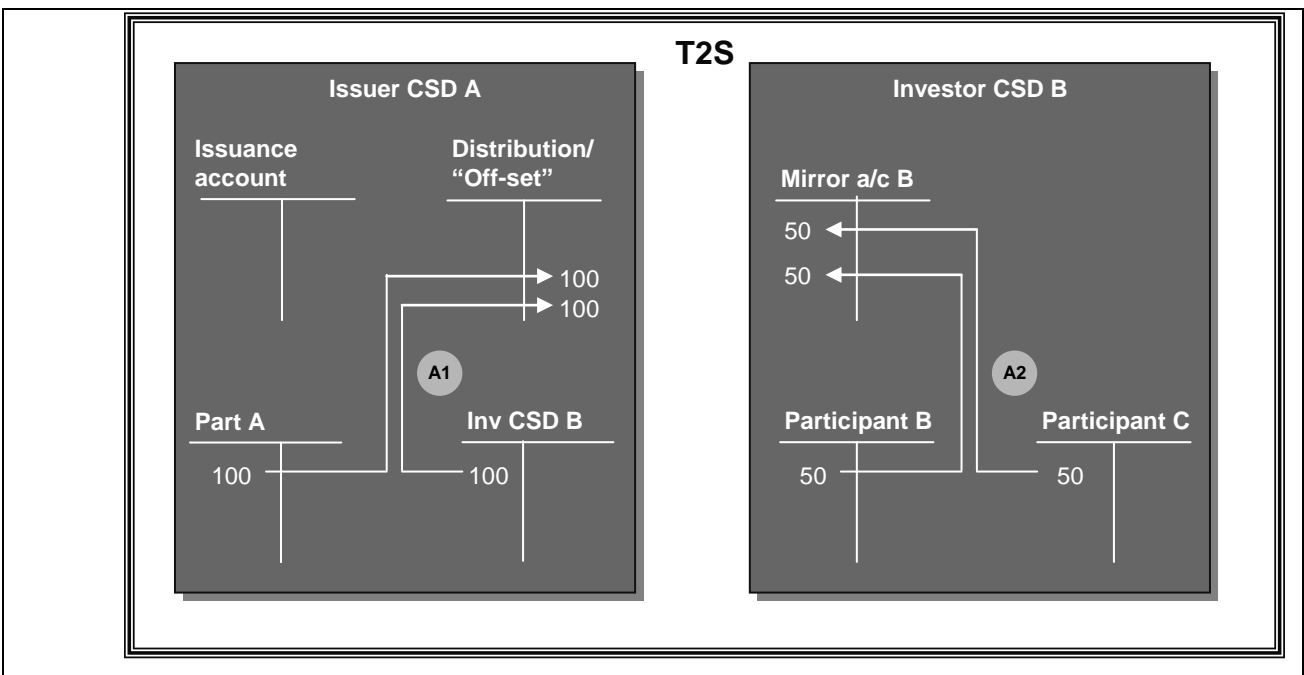 T2S
Issuer CSD A
Issuance
account
Distribution/
“Off-set”
100
100
A1
Part A
Inv CSD B
100
100
Investor CSD B
Mirror a/c B
50
50
A2
Participant B
Participant C
50
50